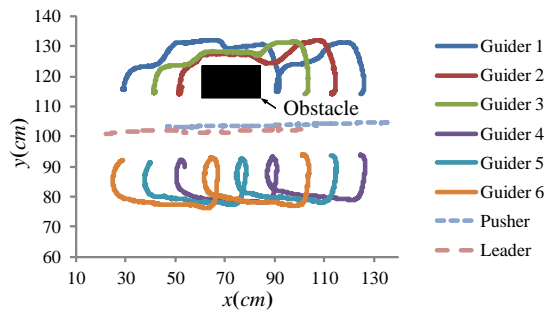 140
130
120
110
100
90
80
70
60
y(cm)
10 30 50 70 90 110 130
x(cm)
Obstacle
Guider 1
Guider 2
Guider 3
Guider 4
Guider 5
Guider 6
Pusher
Leader